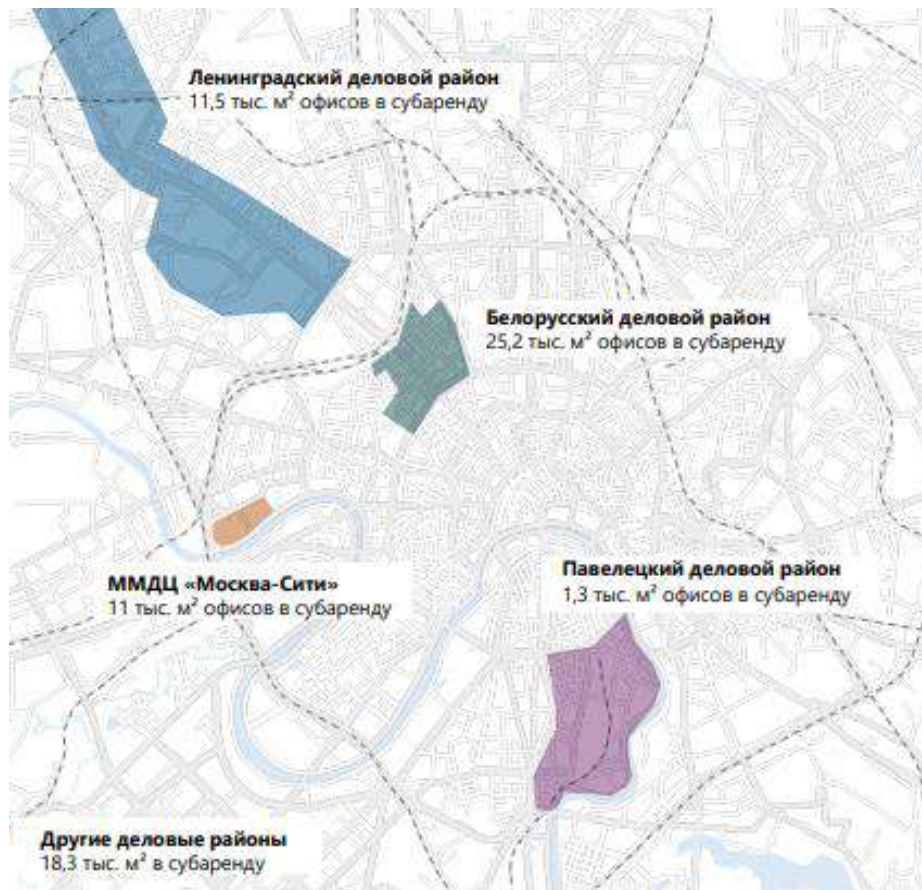 Ленинградский деловой район
11,5 тыс. м² офисов в субаренду
Белорусский деловой район
25,2 тыс. м² офисов в субаренду
ММДЦ «Москва-Сити»
11 тыс. м² офисов в субаренду
Павелецкий деловой район
1,3 тыс. м² офисов в субаренду
Другие деловые районы
18,3 тыс. м² в субаренду